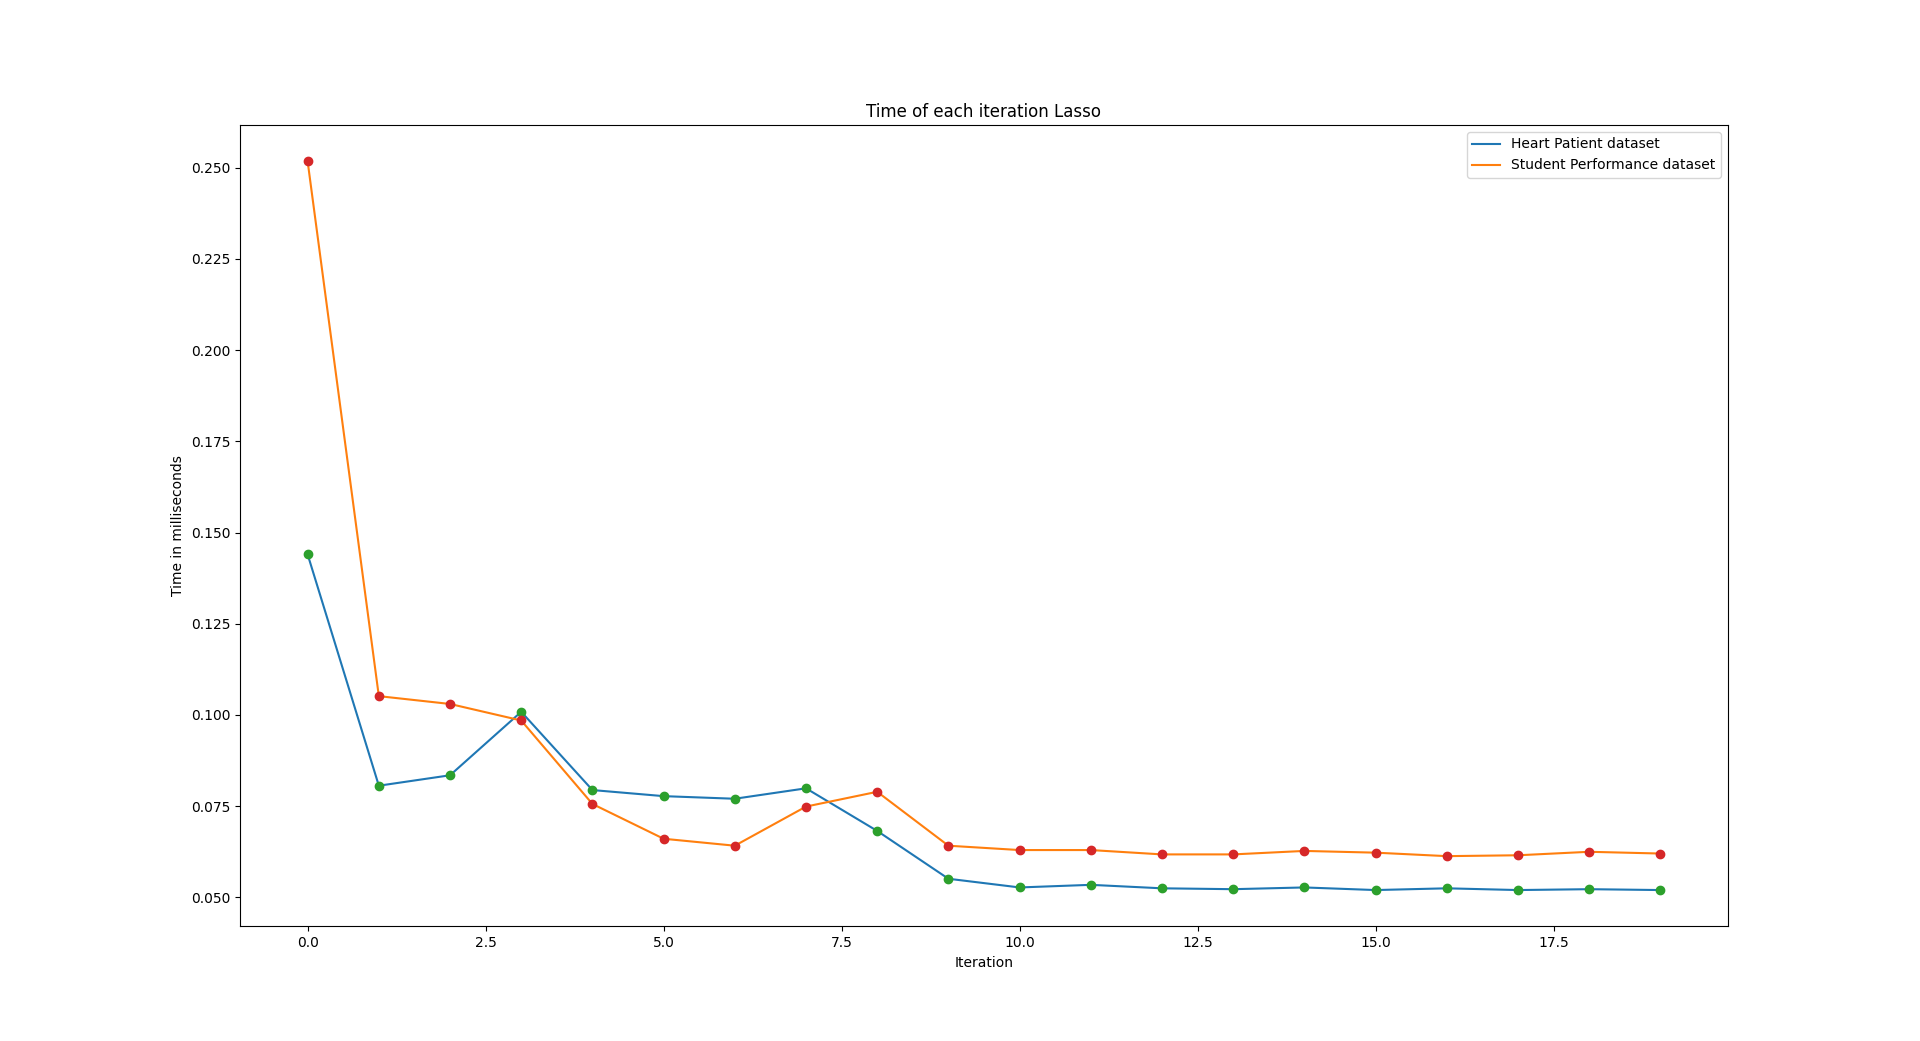 Time of each iteration Lasso
Heart Patient dataset
Student Performance dataset
0.250
0.225
0.200
0.175
0.150
0.125
0.100
0.075
0.050
Time in milliseconds
0.0 2.5 5.0 7.5 10.0 12.5 15.0 17.5
Iteration